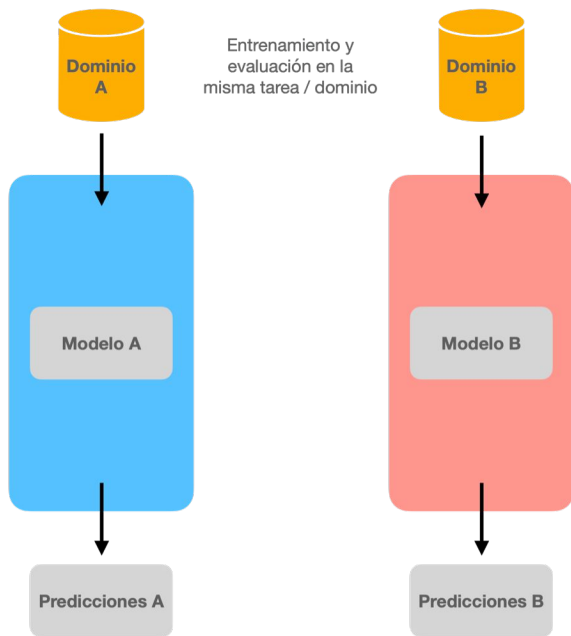 Dominio
A
Entrenamiento y
evaluación en la
misma tarea / dominio
Dominio
B
Modelo A
Modelo B
Predicciones A
Predicciones B